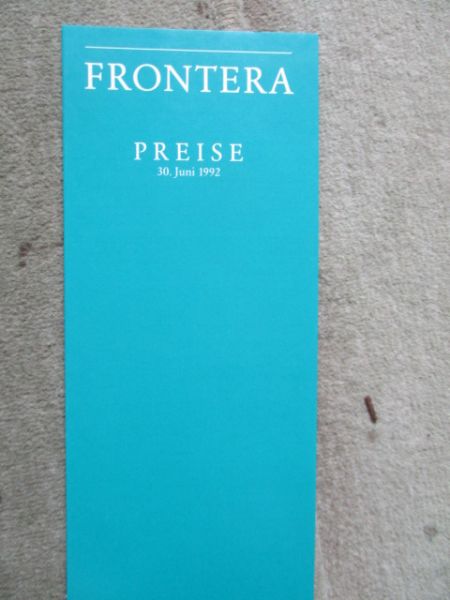 FRONTERA
PREISE
30. Juni 1992